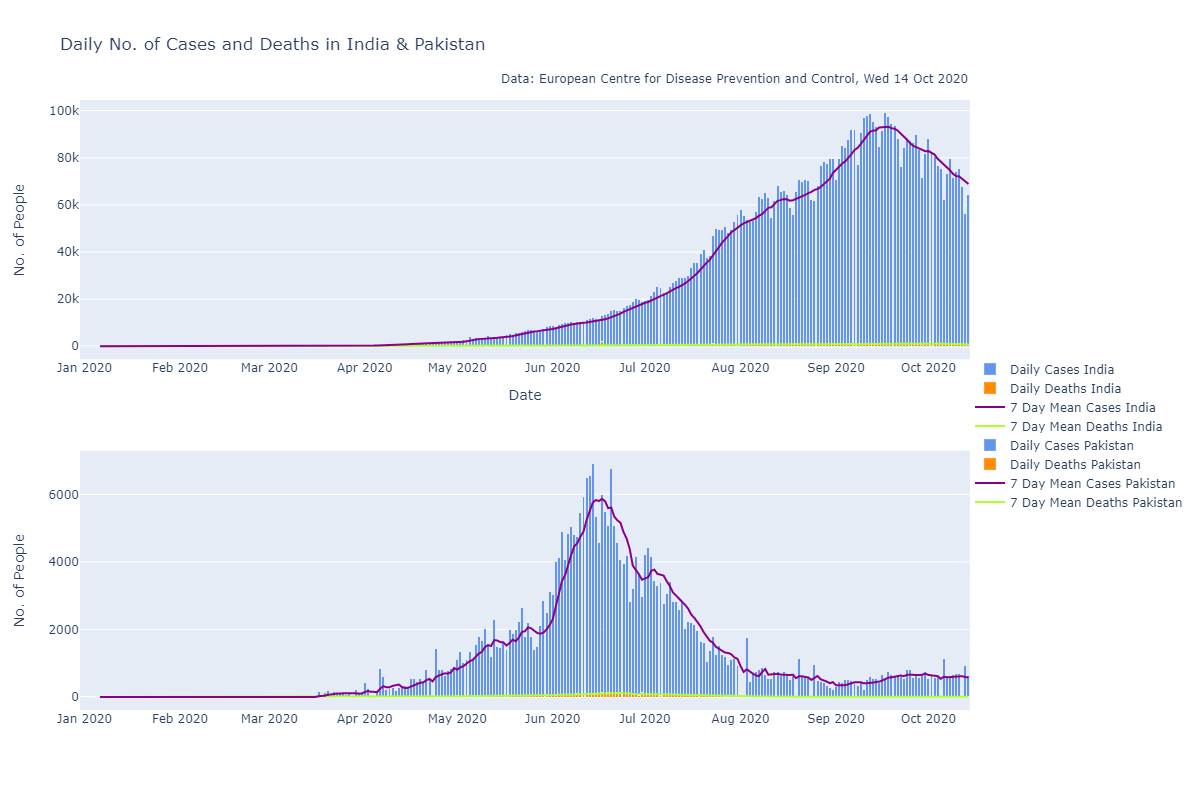 Daily No. of Cases and Deaths in India & Pakistan
Data: European Centre for Disease Prevention and Control, Wed 14 Oct 2020
No. of People
100k
80k
60k
40k
20k
0
Jan 2020 Feb 2020 Mar 2020 Apr 2020 May 2020 Jun 2020 Jul 2020 Aug 2020 Sep 2020 Oct 2020
Date
Daily Cases India
Daily Deaths India
7 Day Mean Cases India
7 Day Mean Deaths India
Daily Cases Pakistan
Daily Deaths Pakistan
7 Day Mean Cases Pakistan
7 Day Mean Deaths Pakistan
No. of People
6000
4000
2000
0
Jan 2020 Feb 2020 Mar 2020 Apr 2020 May 2020 Jun 2020 Jul 2020 Aug 2020 Sep 2020 Oct 2020